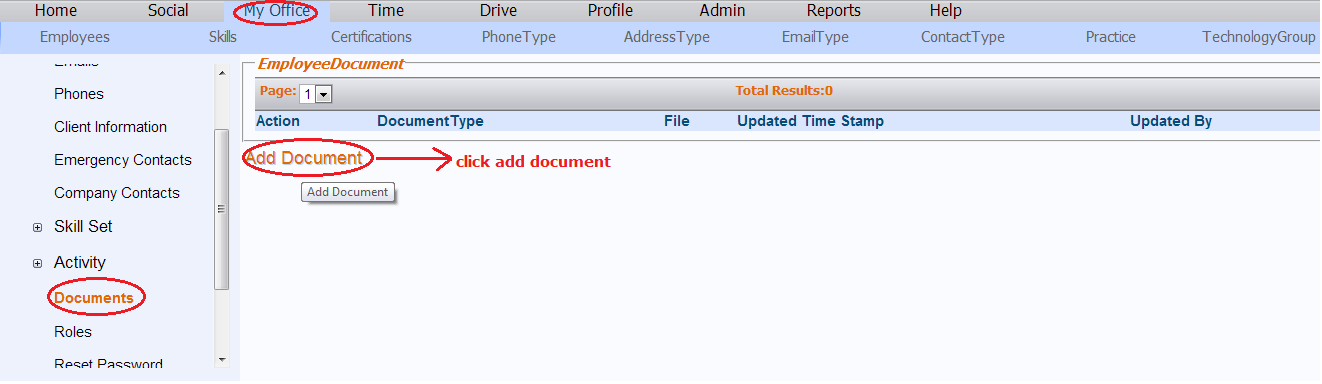 Home Social My Office Time Drive Profile Admin Reports Help
Employees Skills Certifications PhoneType AddressType EmailType ContactType Practice TechnologyGroup
Emails
Phones
Client Information
Emergency Contacts
Company Contacts
Skill Set
Activity
Documents
Roles
Reset Password
EmployeeDocument
Page: 1 Total Results:0
Action DocumentType File Updated Time Stamp Updated By
Add Document click add document
Add Document